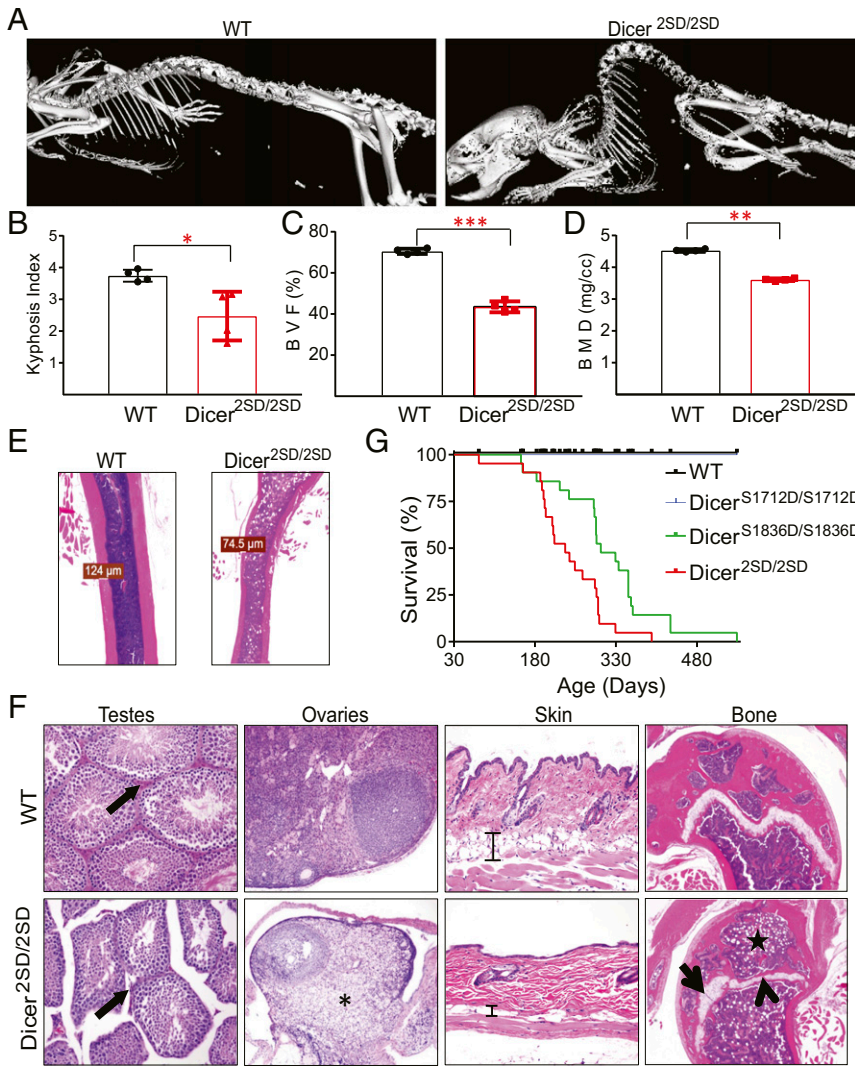 A
WT
Dicer 2SD/2SD
B
C
D
Kyphosis Index
5
4
3
2
1
*
WT
Dicer2SD/2SD
B V F (%)
80
60
40
20
***
WT
Dicer2SD/2SD
B M D (mg/cc)
5
4
3
2
1
**
WT
Dicer2SD/2SD
E
WT
Dicer2SD/2SD
124 µm
74.5 µm
G
Survival (%)
100
75
50
25
0
30
180
330
480
Age (Days)
WT
DicerS1712D/S1712D
DicerS1836D/S1836D
Dicer2SD/2SD
F
Testes
Ovaries
Skin
Bone
WT
Dicer 2SD/2SD
*